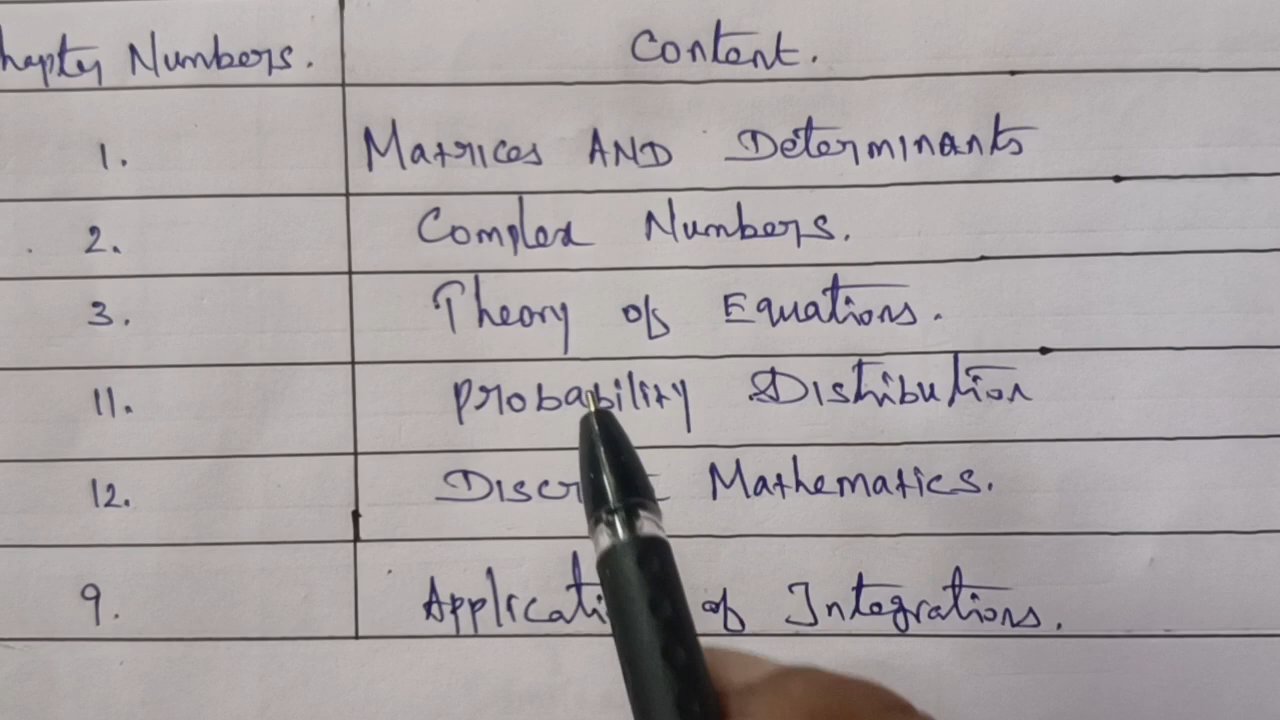 hapter Numbers. Content.
1. Matrices AND Determinants
2. Complex Numbers.
3. Theory of Equations.
11. Probability Distribution
12. Mathematics.
9. of Integrations.